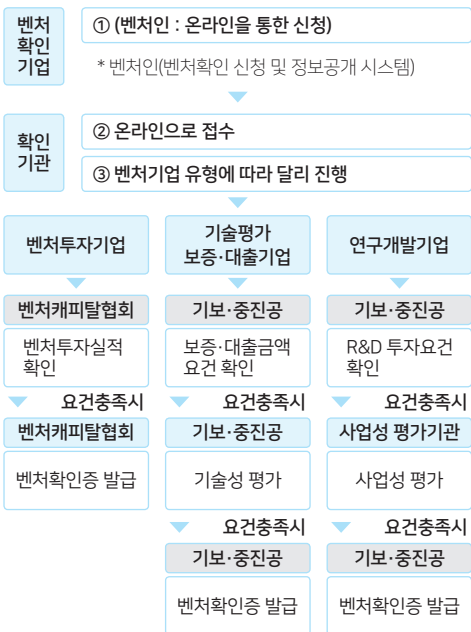 벤처
확인
기업
① (벤처인 : 온라인을 통한 신청)
* 벤처인(벤처확인 신청 및 정보공개 시스템)
확인
기관
② 온라인으로 접수
③ 벤처기업 유형에 따라 달리 진행
벤처투자기업
기술평가
보증·대출기업
연구개발기업
벤처캐피탈협회
기보·중진공
기보·중진공
벤처투자실적
확인
보증·대출금액
요건 확인
R&D 투자요건
확인
요건충족시
요건충족시
요건충족시
벤처캐피탈협회
기보·중진공
사업성 평가기관
벤처확인증 발급
기술성 평가
사업성 평가
요건충족시
요건충족시
기보·중진공
기보·중진공
벤처확인증 발급
벤처확인증 발급